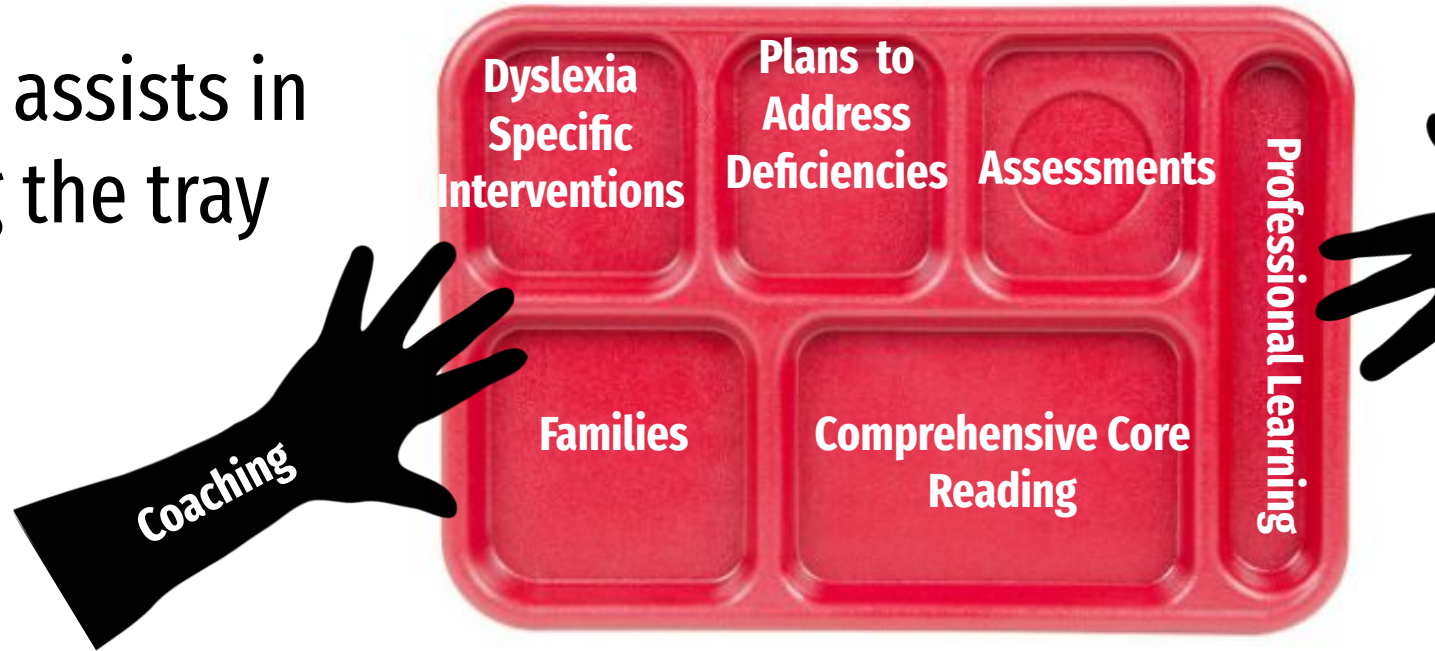 assists in
the tray
Dyslexia
Specific
Interventions
Plans to
Address
Deficiencies
Assessments
Professional Learning
Families
Comprehensive Core
Reading
Coaching